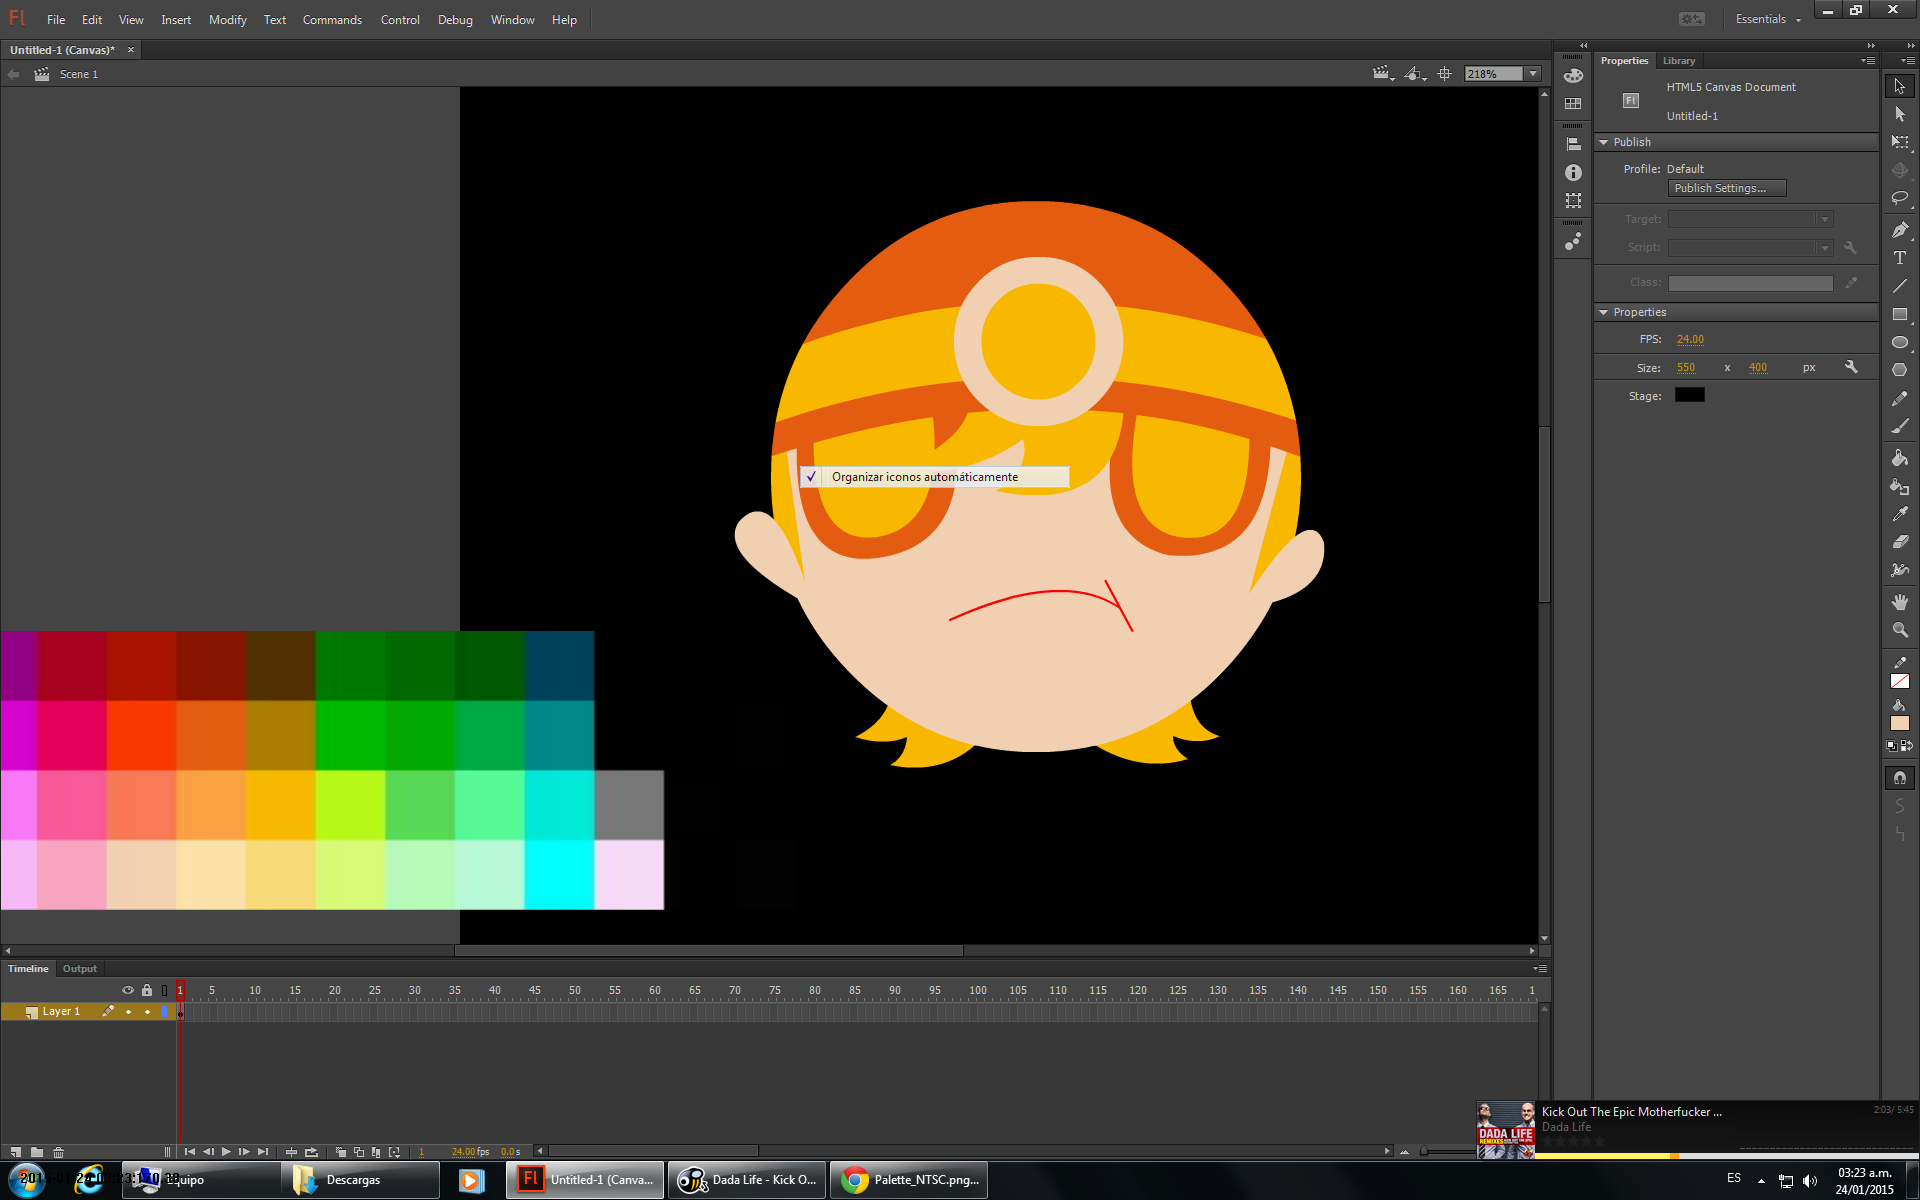 Fl File Edit View Insert Modify Text Commands Control Debug Window Help Essentials
Untitled-1 (Canvas)* ×
Scene 1
218%
Properties Library
Fl
HTML5 Canvas Document
Untitled-1
Publish
Profile: Default
Publish Settings...
Target:
Script:
Class:
Properties
FPS: 24.00
Size: 550 x 400 px
Stage:
T
✓ Organizar iconos automáticamente
Timeline Output
1 5 10 15 20 25 30 35 40 45 50 55 60 65 70 75 80 85 90 95 100 105 110 115 120 125 130 135 140 145 150 155 160 165 1
Layer 1
1 24.00 fps 0.0 s
Kick Out The Epic Motherfucker ...
2:03/ 5:45
Dada Life
DADA LIFE
Equipo
Descargas
Fl Untitled-1 (Canva...
Dada Life - Kick O...
Palette_NTSC.png...
ES
03:23 a.m.
24/01/2015